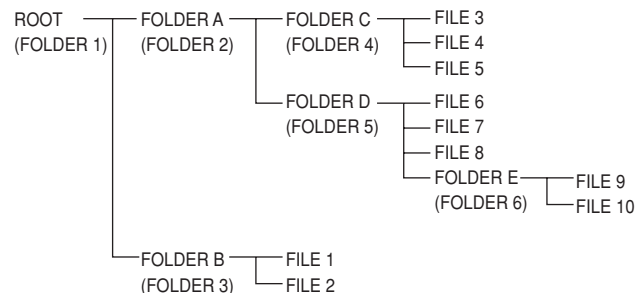 ROOT FOLDER A FOLDER C FILE 3
(FOLDER 1) (FOLDER 2) (FOLDER 4) FILE 4
FILE 5
FOLDER D FILE 6
(FOLDER 5) FILE 7
FILE 8
FOLDER E FILE 9
(FOLDER 6) FILE 10
FOLDER B FILE 1
(FOLDER 3) FILE 2